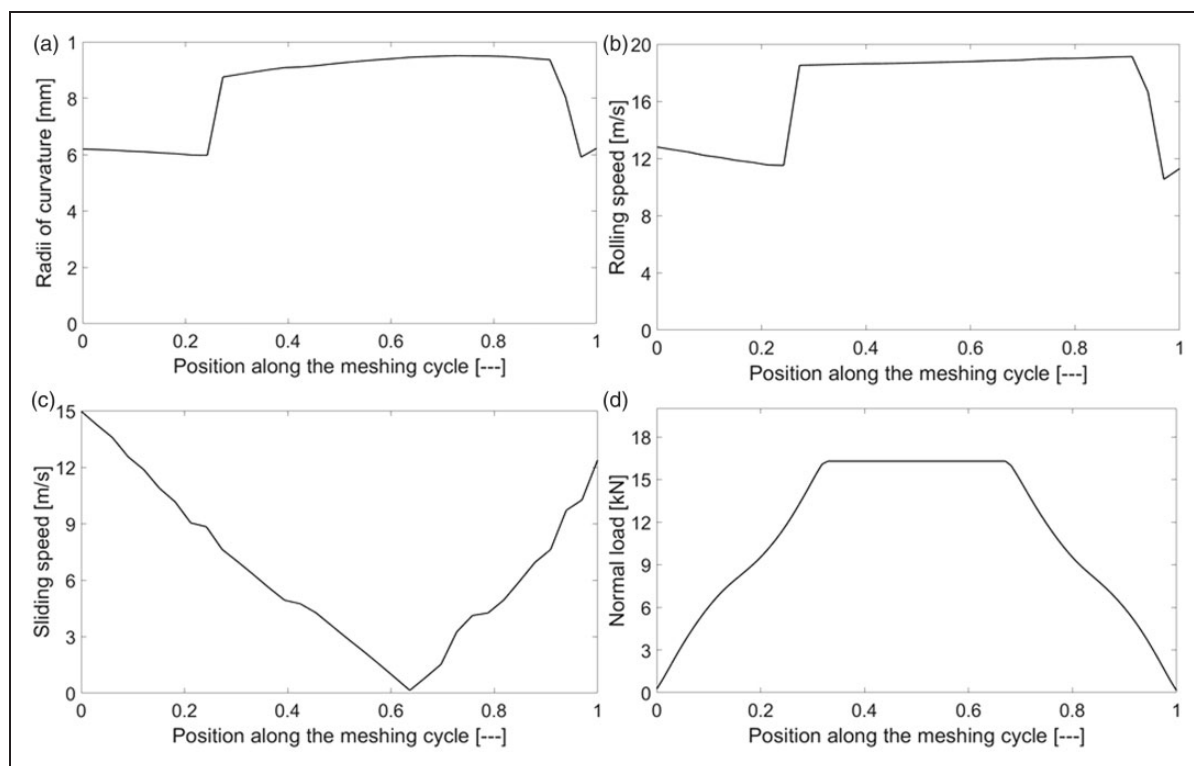 (a)
1
8
6
4
2
0
Radii of curvature [mm]
0 0.2 0.4 0.6 0.8 1
Position along the meshing cycle [---]
(b)
20
16
12
8
4
0
Rolling speed [m/s]
0 0.2 0.4 0.6 0.8 1
Position along the meshing cycle [---]
(c)
15
12
9
6
3
0
Sliding speed [m/s]
0 0.2 0.4 0.6 0.8 1
Position along the meshing cycle [---]
(d)
18
15
12
9
6
3
0
Normal load [kN]
0 0.2 0.4 0.6 0.8 1
Position along the meshing cycle [---]